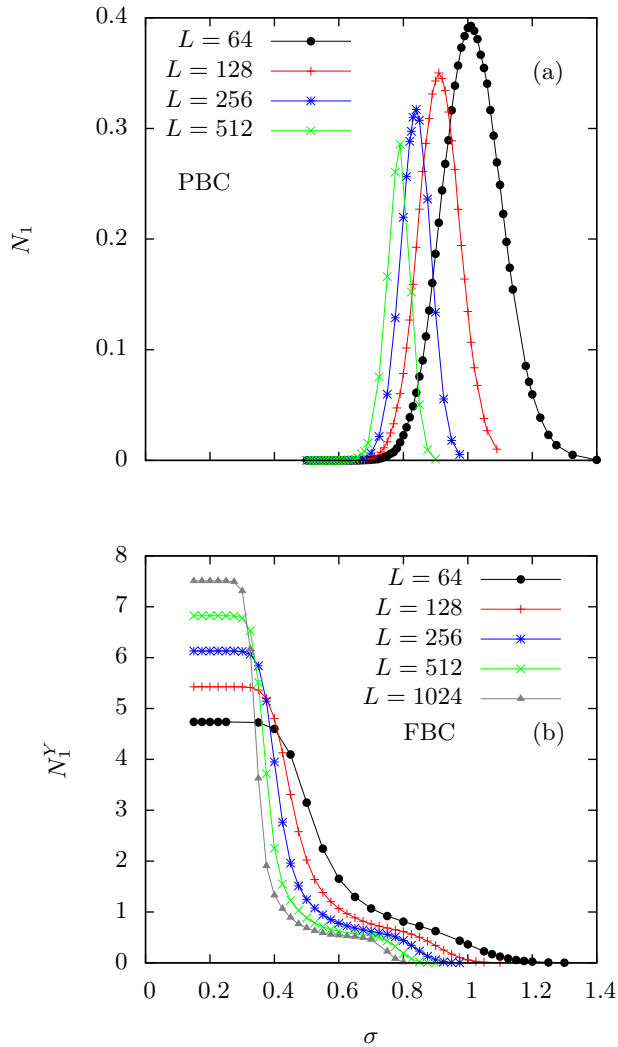 0.4
0.3
0.2
0.1
0
N₁
L = 64
L = 128
L = 256
L = 512
PBC
(a)
8
7
6
5
4
3
2
1
0
N₁ʸ
L = 64
L = 128
L = 256
L = 512
L = 1024
FBC
(b)
0 0.2 0.4 0.6 0.8 1 1.2 1.4
σ